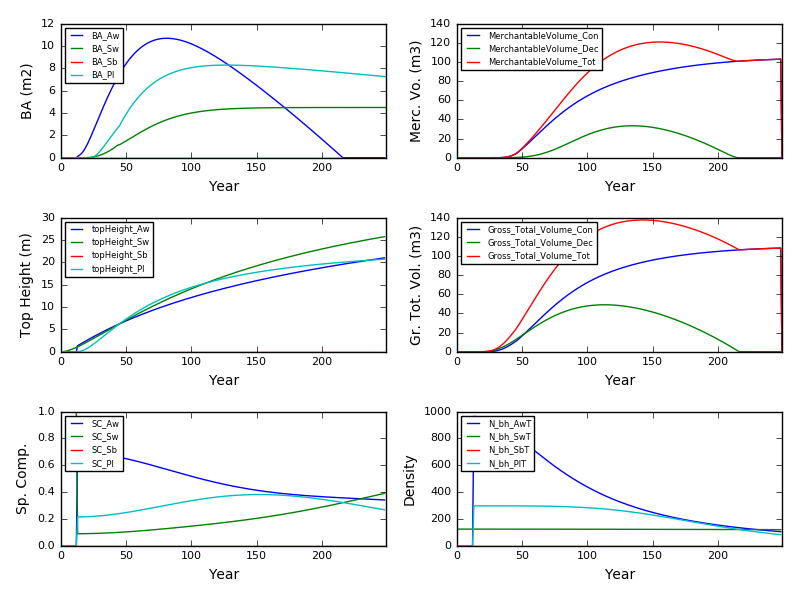 BA (m2)
12
10
8
6
4
2
0
BA_Aw
BA_Sw
BA_Sb
BA_Pl
0 50 100 150 200
Year
Merc. Vo. (m3)
140
120
100
80
60
40
20
0
MerchantableVolume_Con
MerchantableVolume_Dec
MerchantableVolume_Tot
0 50 100 150 200
Year
Top Height (m)
30
25
20
15
10
5
0
topHeight_Aw
topHeight_Sw
topHeight_Sb
topHeight_Pl
0 50 100 150 200
Year
Gr. Tot. Vol. (m3)
140
120
100
80
60
40
20
0
Gross_Total_Volume_Con
Gross_Total_Volume_Dec
Gross_Total_Volume_Tot
0 50 100 150 200
Year
Sp. Comp.
1.0
0.8
0.6
0.4
0.2
0.0
SC_Aw
SC_Sw
SC_Sb
SC_Pl
0 50 100 150 200
Year
Density
1000
800
600
400
200
0
N_bh_AwT
N_bh_SwT
N_bh_SbT
N_bh_PlT
0 50 100 150 200
Year